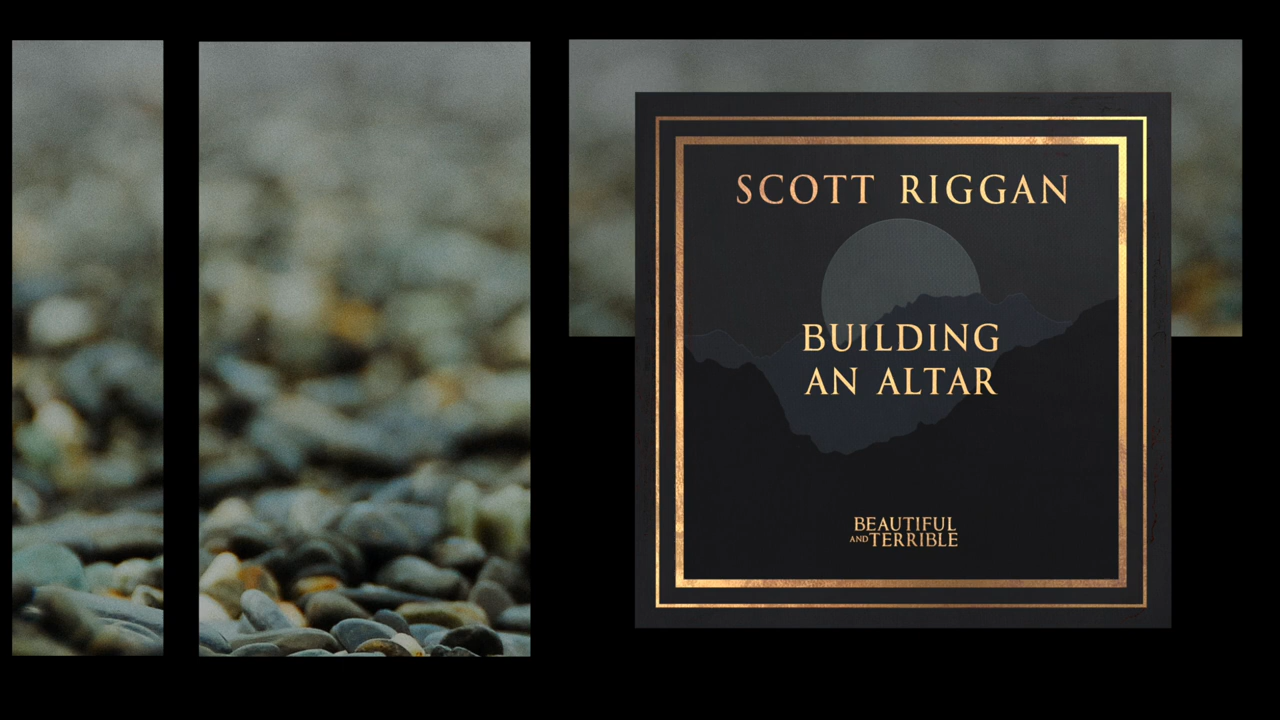 SCOTT RIGGAN
BUILDING
AN ALTAR
BEAUTIFUL
AND TERRIBLE